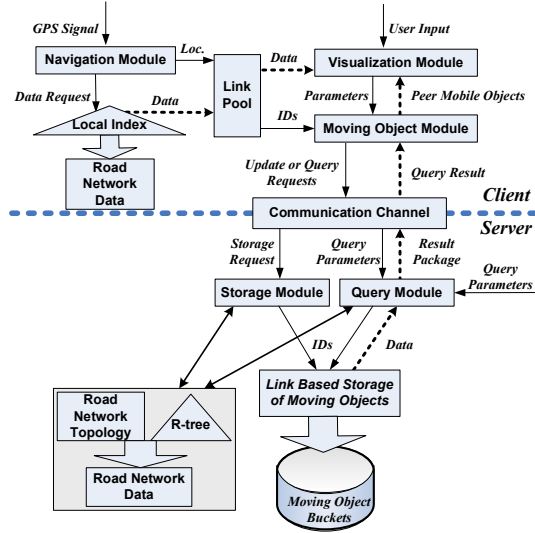 GPS Signal
User Input
Navigation Module
Loc.
Data
Visualization Module
Data Request
Data
Link
Pool
Parameters
Peer Mobile Objects
Local Index
IDs
Moving Object Module
Road
Network
Data
Update or Query
Requests
Query Result
Client
Communication Channel
Server
Storage
Request
Query
Parameters
Result
Package
Query
Parameters
Storage Module
Query Module
IDs
Data
Road
Network
Topology
R-tree
Link Based Storage
of Moving Objects
Road Network
Data
Moving Object
Buckets